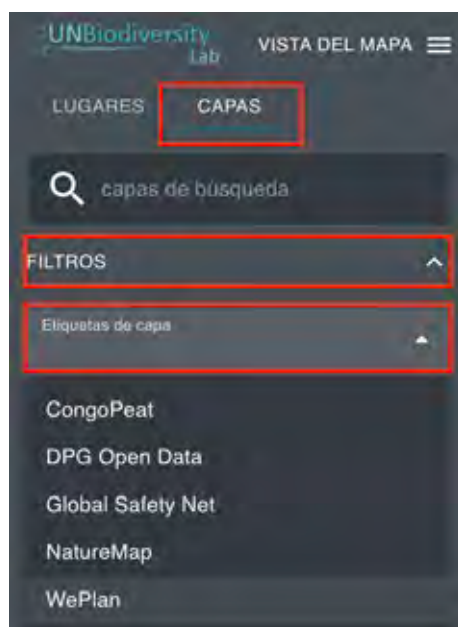 UNBiodiversity
Lab
VISTA DEL MAPA
LUGARES CAPAS
capas de búsqueda
FILTROS
Etiquetas de capa
CongoPeat
DPG Open Data
Global Safety Net
NatureMap
WePlan